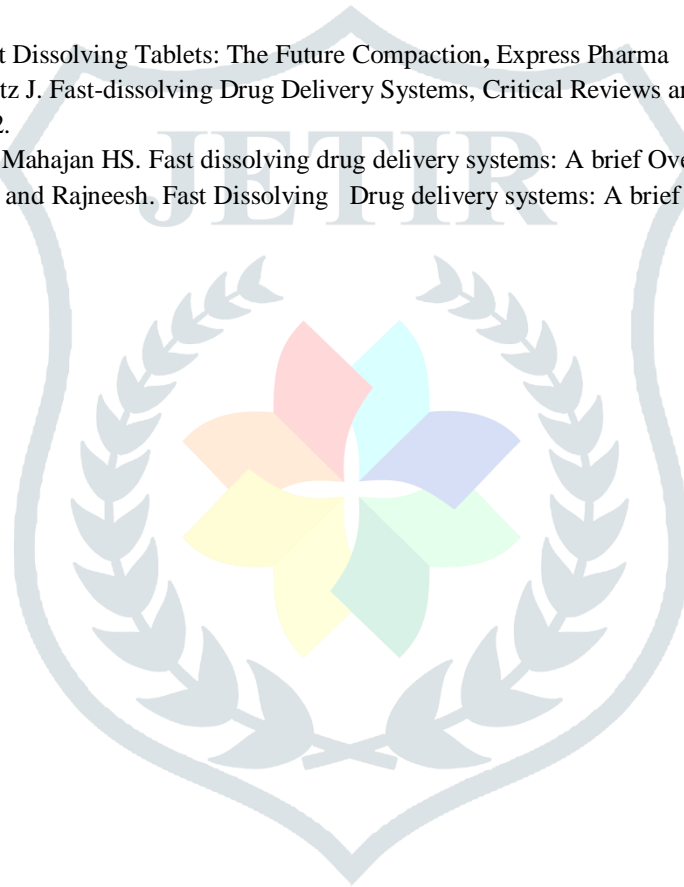 t Dissolving Tablets: The Future Compaction, Express Pharma
tz J. Fast-dissolving Drug Delivery Systems, Critical Reviews a
2.
Mahajan HS. Fast dissolving drug delivery systems: A brief Ove
and Rajneesh. Fast Dissolving Drug delivery systems: A brief
JETIR